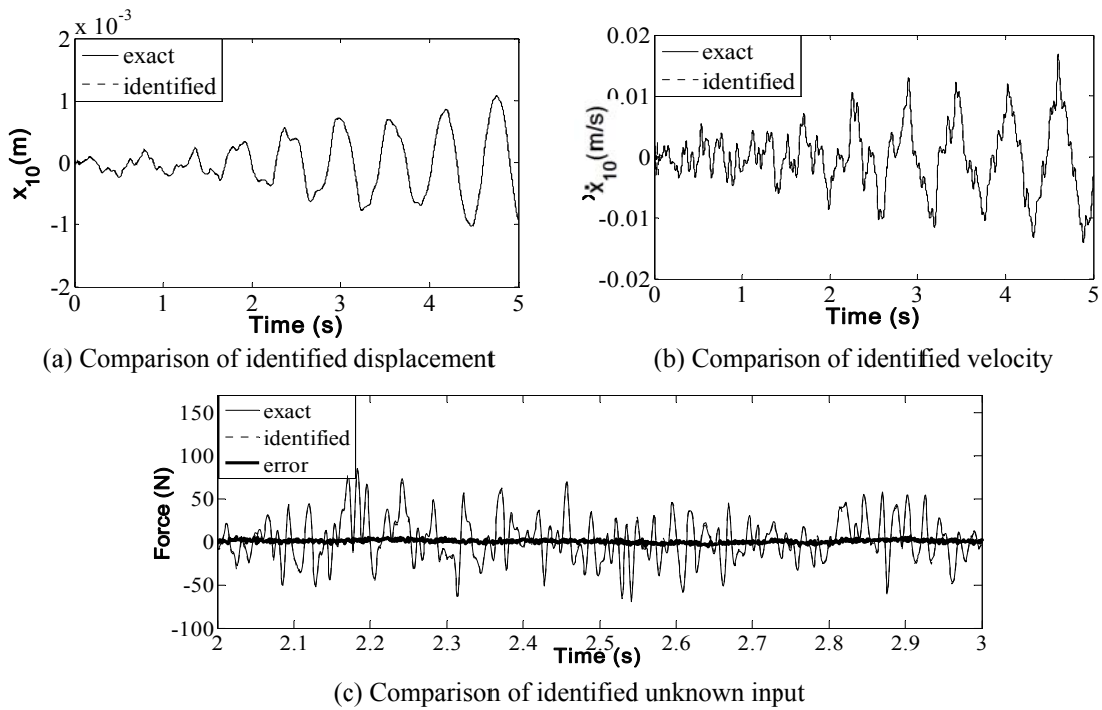 x 10⁻³
2
1
0
-1
-2
x₁₀(m)
exact
identified
0 1 2 3 4 5
Time (s)
(a) Comparison of identified displacement
0.02
0.01
0
-0.01
-0.02
ẋ₁₀(m/s)
exact
identified
0 1 2 3 4 5
Time (s)
(b) Comparison of identified velocity
150
100
50
0
-50
-100
Force (N)
exact
identified
error
2 2.1 2.2 2.3 2.4 2.5 2.6 2.7 2.8 2.9 3
Time (s)
(c) Comparison of identified unknown input